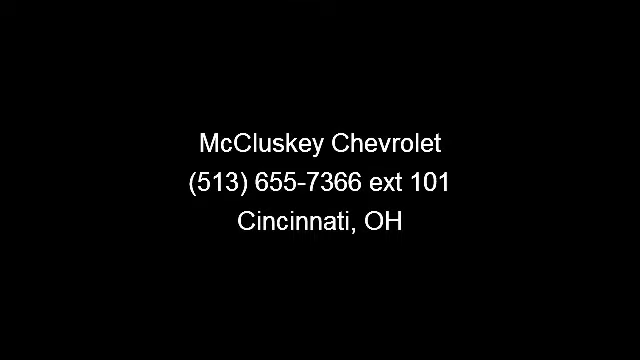 McCluskey Chevrolet
(513) 655-7366 ext 101
Cincinnati, OH